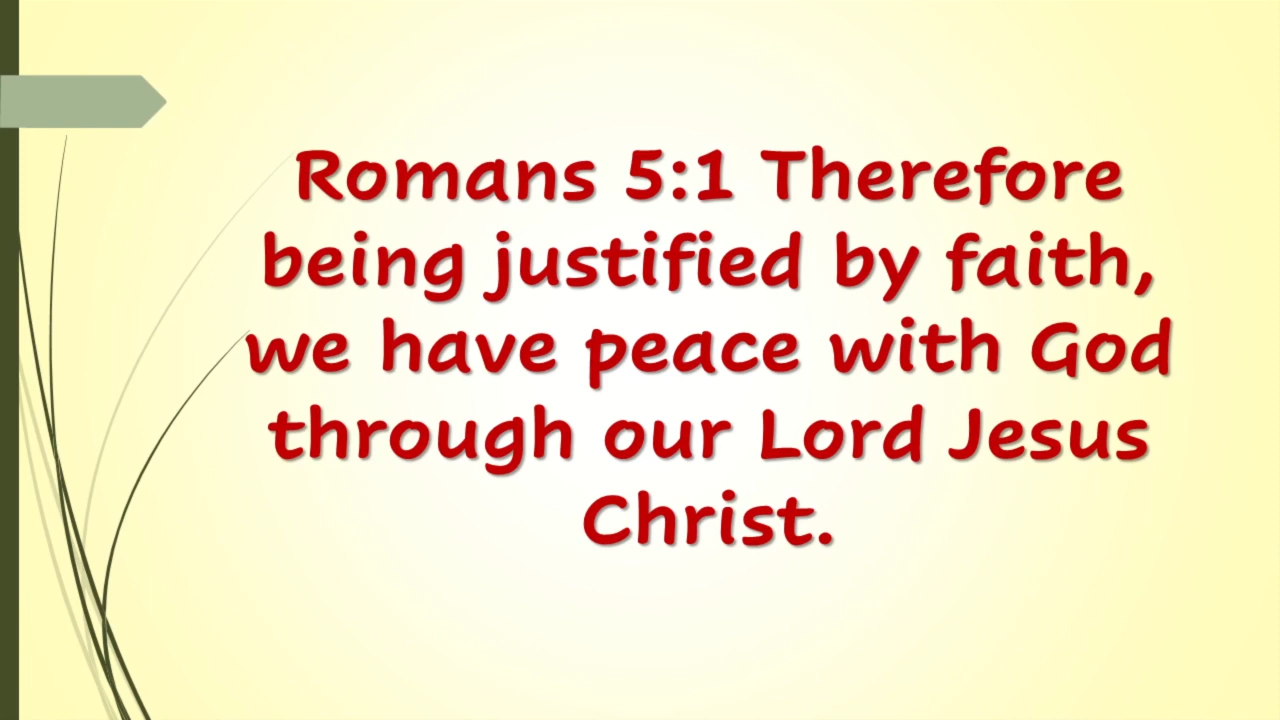 Romans 5:1 Therefore
being justified by faith,
we have peace with God
through our Lord Jesus
Christ.